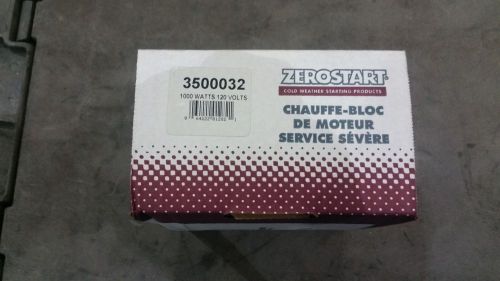 3500032
1000 WATTS 120 VOLTS
ZEROSTART
COLD WEATHER STARTING PRODUCTS
CHAUFFE-BLOC
DE MOTEUR
SERVICE SÉVÈRE